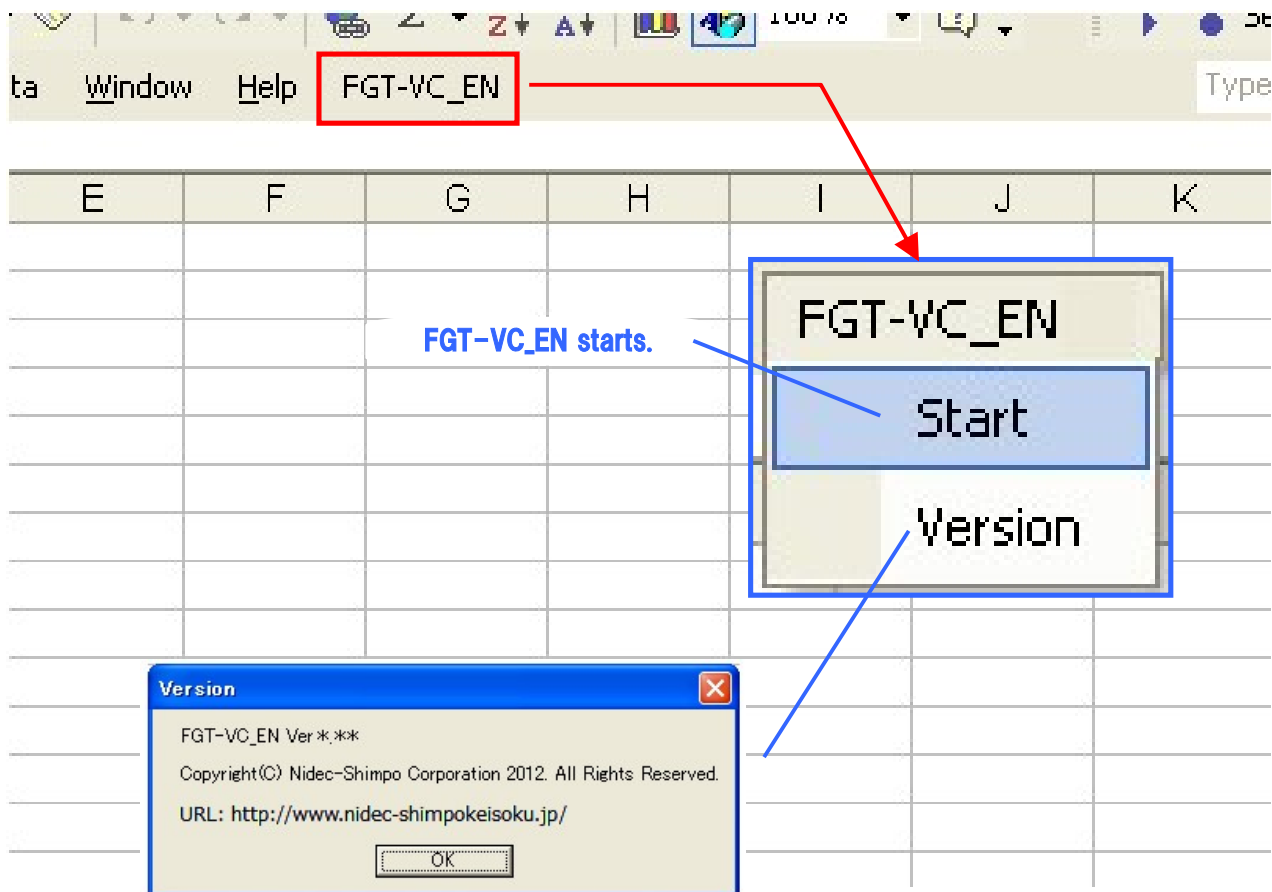 100%
ta Window Help FGT-VC_EN Type
E F G H I J K
FGT-VC_EN
FGT-VC_EN starts.
Start
Version
Version
FGT-VC_EN Ver*.**
Copyright(C) Nidec-Shimpo Corporation 2012. All Rights Reserved.
URL: http://www.nidec-shimpokeisoku.jp/
OK